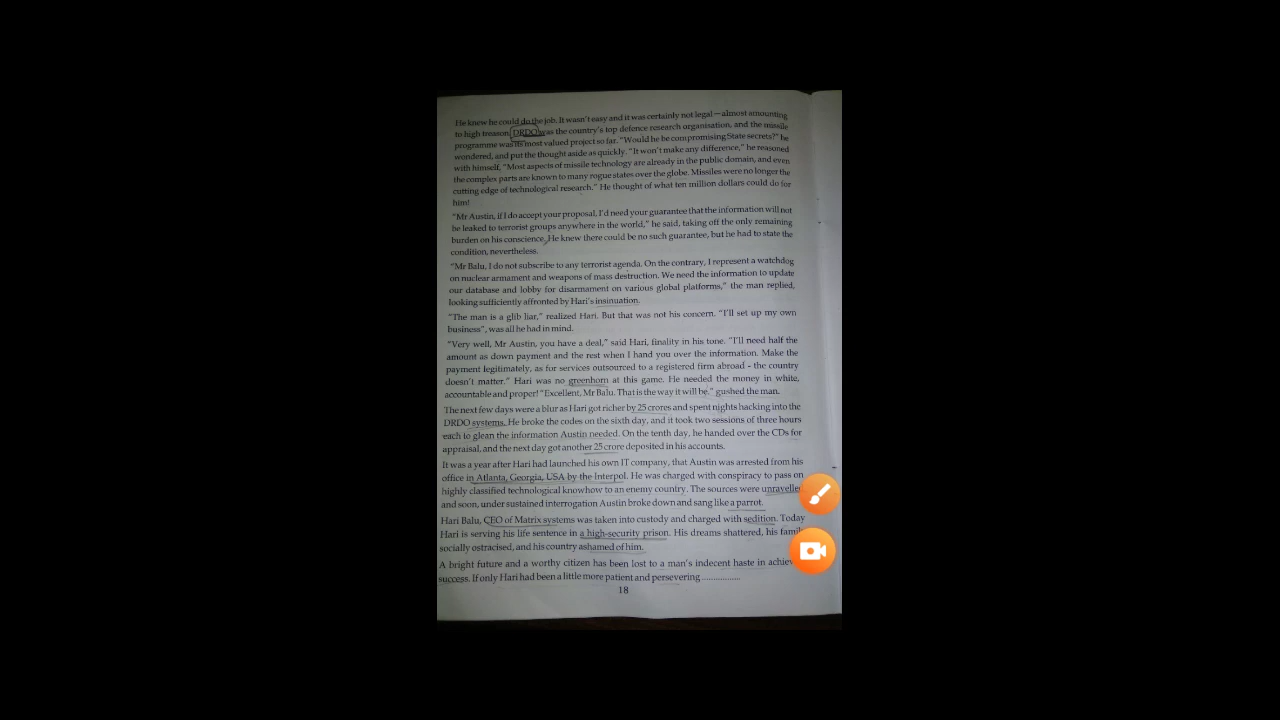 He knew he could do the job. It wasn't easy and it was certainly not legal — almost amounting
to high treason. DRDO was the country's top defence research organisation, and the missile
programme was its most valued project so far. "Would he be compromising State secrets?" he
wondered, and put the thought aside as quickly. "It won't make any difference," he reasoned
with himself, "Most aspects of missile technology are already in the public domain, and even
the complex parts are known to many rogue states over the globe. Missiles were no longer the
cutting edge of technological research." He thought of what ten million dollars could do for
him!
"Mr Austin, if I do accept your proposal, I'd need your guarantee that the information will not
be leaked to terrorist groups anywhere in the world," he said, taking off the only remaining
burden on his conscience. He knew there could be no such guarantee, but he had to state the
condition, nevertheless.
"Mr Balu, I do not subscribe to any terrorist agenda. On the contrary, I represent a watchdog
on nuclear armament and weapons of mass destruction. We need the information to update
our database and lobby for disarmament on various global platforms," the man replied,
looking sufficiently affronted by Hari's insinuation.
"The man is a glib liar," realized Hari. But that was not his concern. "I'll set up my own
business", was all he had in mind.
"Very well, Mr Austin, you have a deal," said Hari, finality in his tone. "I'll need half the
amount as down payment and the rest when I hand you over the information. Make the
payment legitimately, as for services outsourced to a registered firm abroad - the country
doesn't matter." Hari was no greenhorn at this game. He needed the money in white,
accountable and proper! "Excellent, Mr Balu. That is the way it will be," gushed the man.
The next few days were a blur as Hari got richer by 25 crores and spent nights hacking into the
DRDO systems. He broke the codes on the sixth day, and it took two sessions of three hours
each to glean the information Austin needed. On the tenth day, he handed over the CDs for
appraisal, and the next day got another 25 crore deposited in his accounts.
It was a year after Hari had launched his own IT company, that Austin was arrested from his
office in Atlanta, Georgia, USA by the Interpol. He was charged with conspiracy to pass on
highly classified technological knowhow to an enemy country. The sources were unravelled
and soon, under sustained interrogation Austin broke down and sang like a parrot.
Hari Balu, CEO of Matrix systems was taken into custody and charged with sedition. Today
Hari is serving his life sentence in a high-security prison. His dreams shattered, his family
socially ostracised, and his country ashamed of him.
A bright future and a worthy citizen has been lost to a man's indecent haste in achiev
success. If only Hari had been a little more patient and persevering .................
18